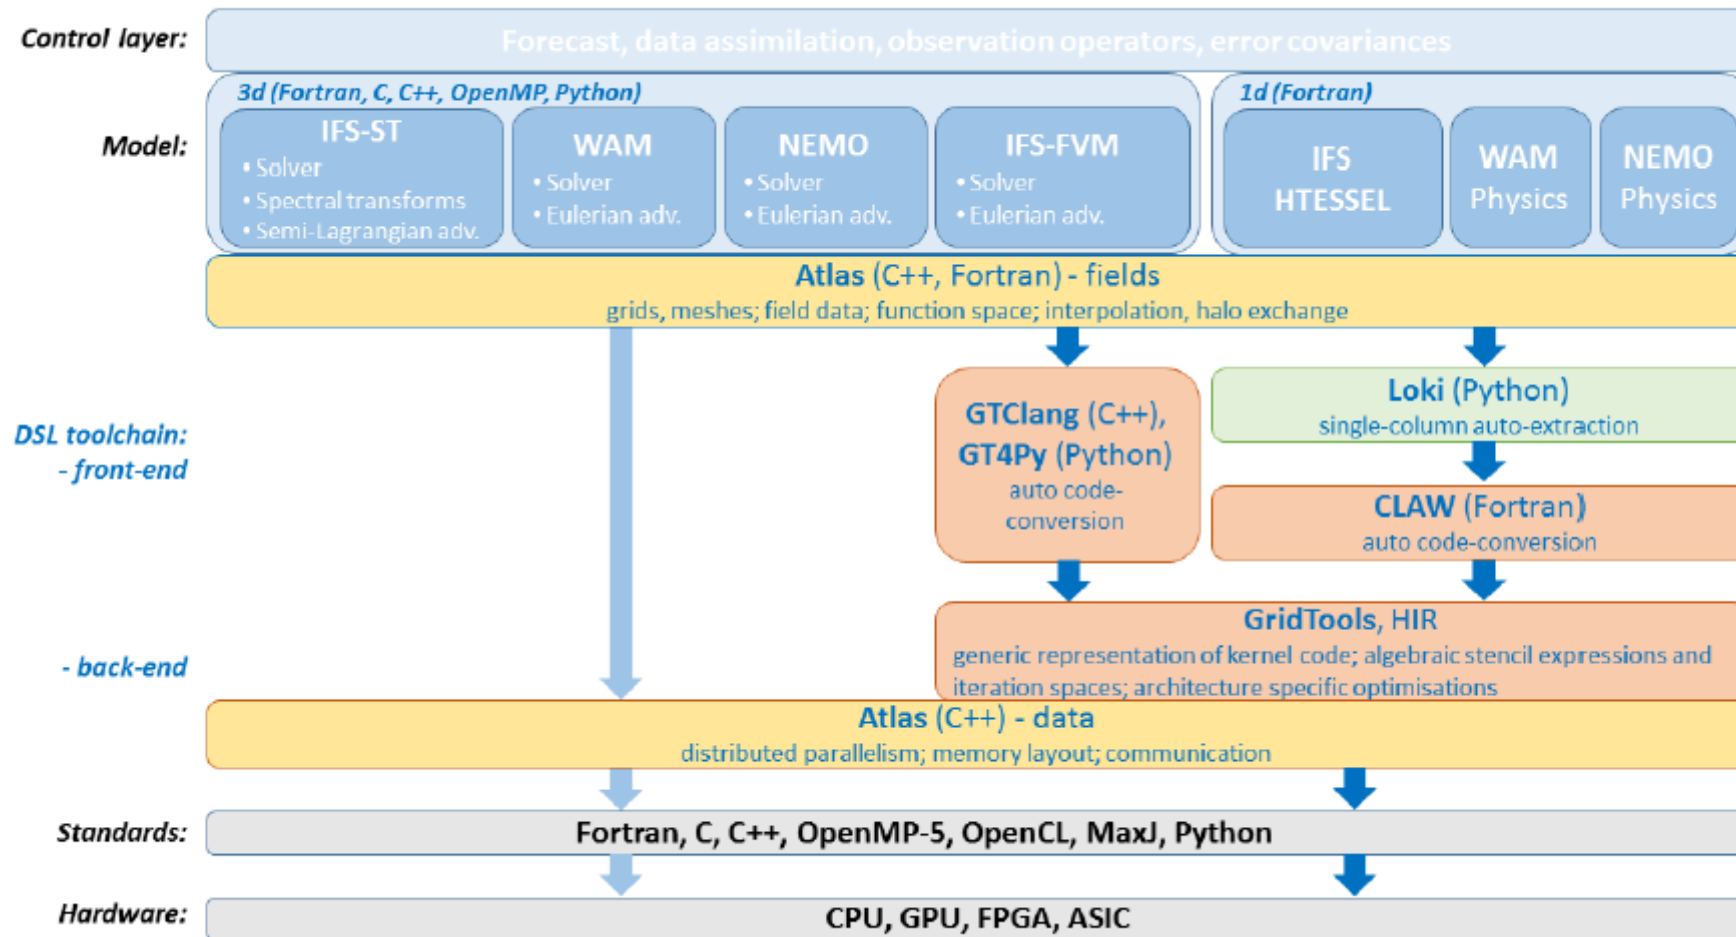 Control layer:
Forecast, data assimilation, observation operators, error covariances
3d (Fortran, C, C++, OpenMP, Python)
1d (Fortran)
Model:
IFS-ST
• Solver
• Spectral transforms
• Semi-Lagrangian adv.
WAM
• Solver
• Eulerian adv.
NEMO
• Solver
• Eulerian adv.
IFS-FVM
• Solver
• Eulerian adv.
IFS
HTESSEL
WAM
Physics
NEMO
Physics
Atlas (C++, Fortran) - fields
grids, meshes; field data; function space; interpolation, halo exchange
DSL toolchain:
- front-end
GTClang (C++),
GT4Py (Python)
auto code-
conversion
Loki (Python)
single-column auto-extraction
CLAW (Fortran)
auto code-conversion
- back-end
GridTools, HIR
generic representation of kernel code; algebraic stencil expressions and
iteration spaces; architecture specific optimisations
Atlas (C++) - data
distributed parallelism; memory layout; communication
Standards:
Fortran, C, C++, OpenMP-5, OpenCL, MaxJ, Python
Hardware:
CPU, GPU, FPGA, ASIC